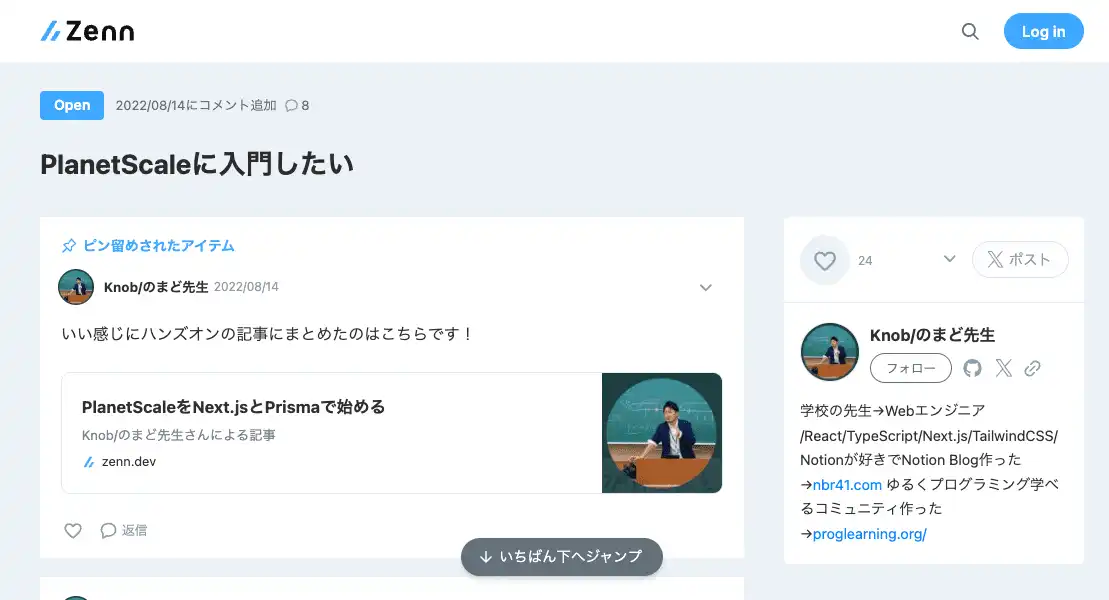 Zenn
Log in
Open 2022/08/14にコメント追加 8
PlanetScaleに入門したい
ピン留めされたアイテム
Knob/のまど先生 2022/08/14
いい感じにハンズオンの記事にまとめたのはこちらです！
PlanetScaleをNext.jsとPrismaで始める
Knob/のまど先生さんによる記事
zenn.dev
返信
いちばん下へジャンプ
24
ポスト
Knob/のまど先生
フォロー
学校の先生→Webエンジニア
/React/TypeScript/Next.js/TailwindCSS/
Notionが好きでNotion Blog作った
→nbr41.com ゆるくプログラミング学べ
るコミュニティ作った
→proglearning.org/